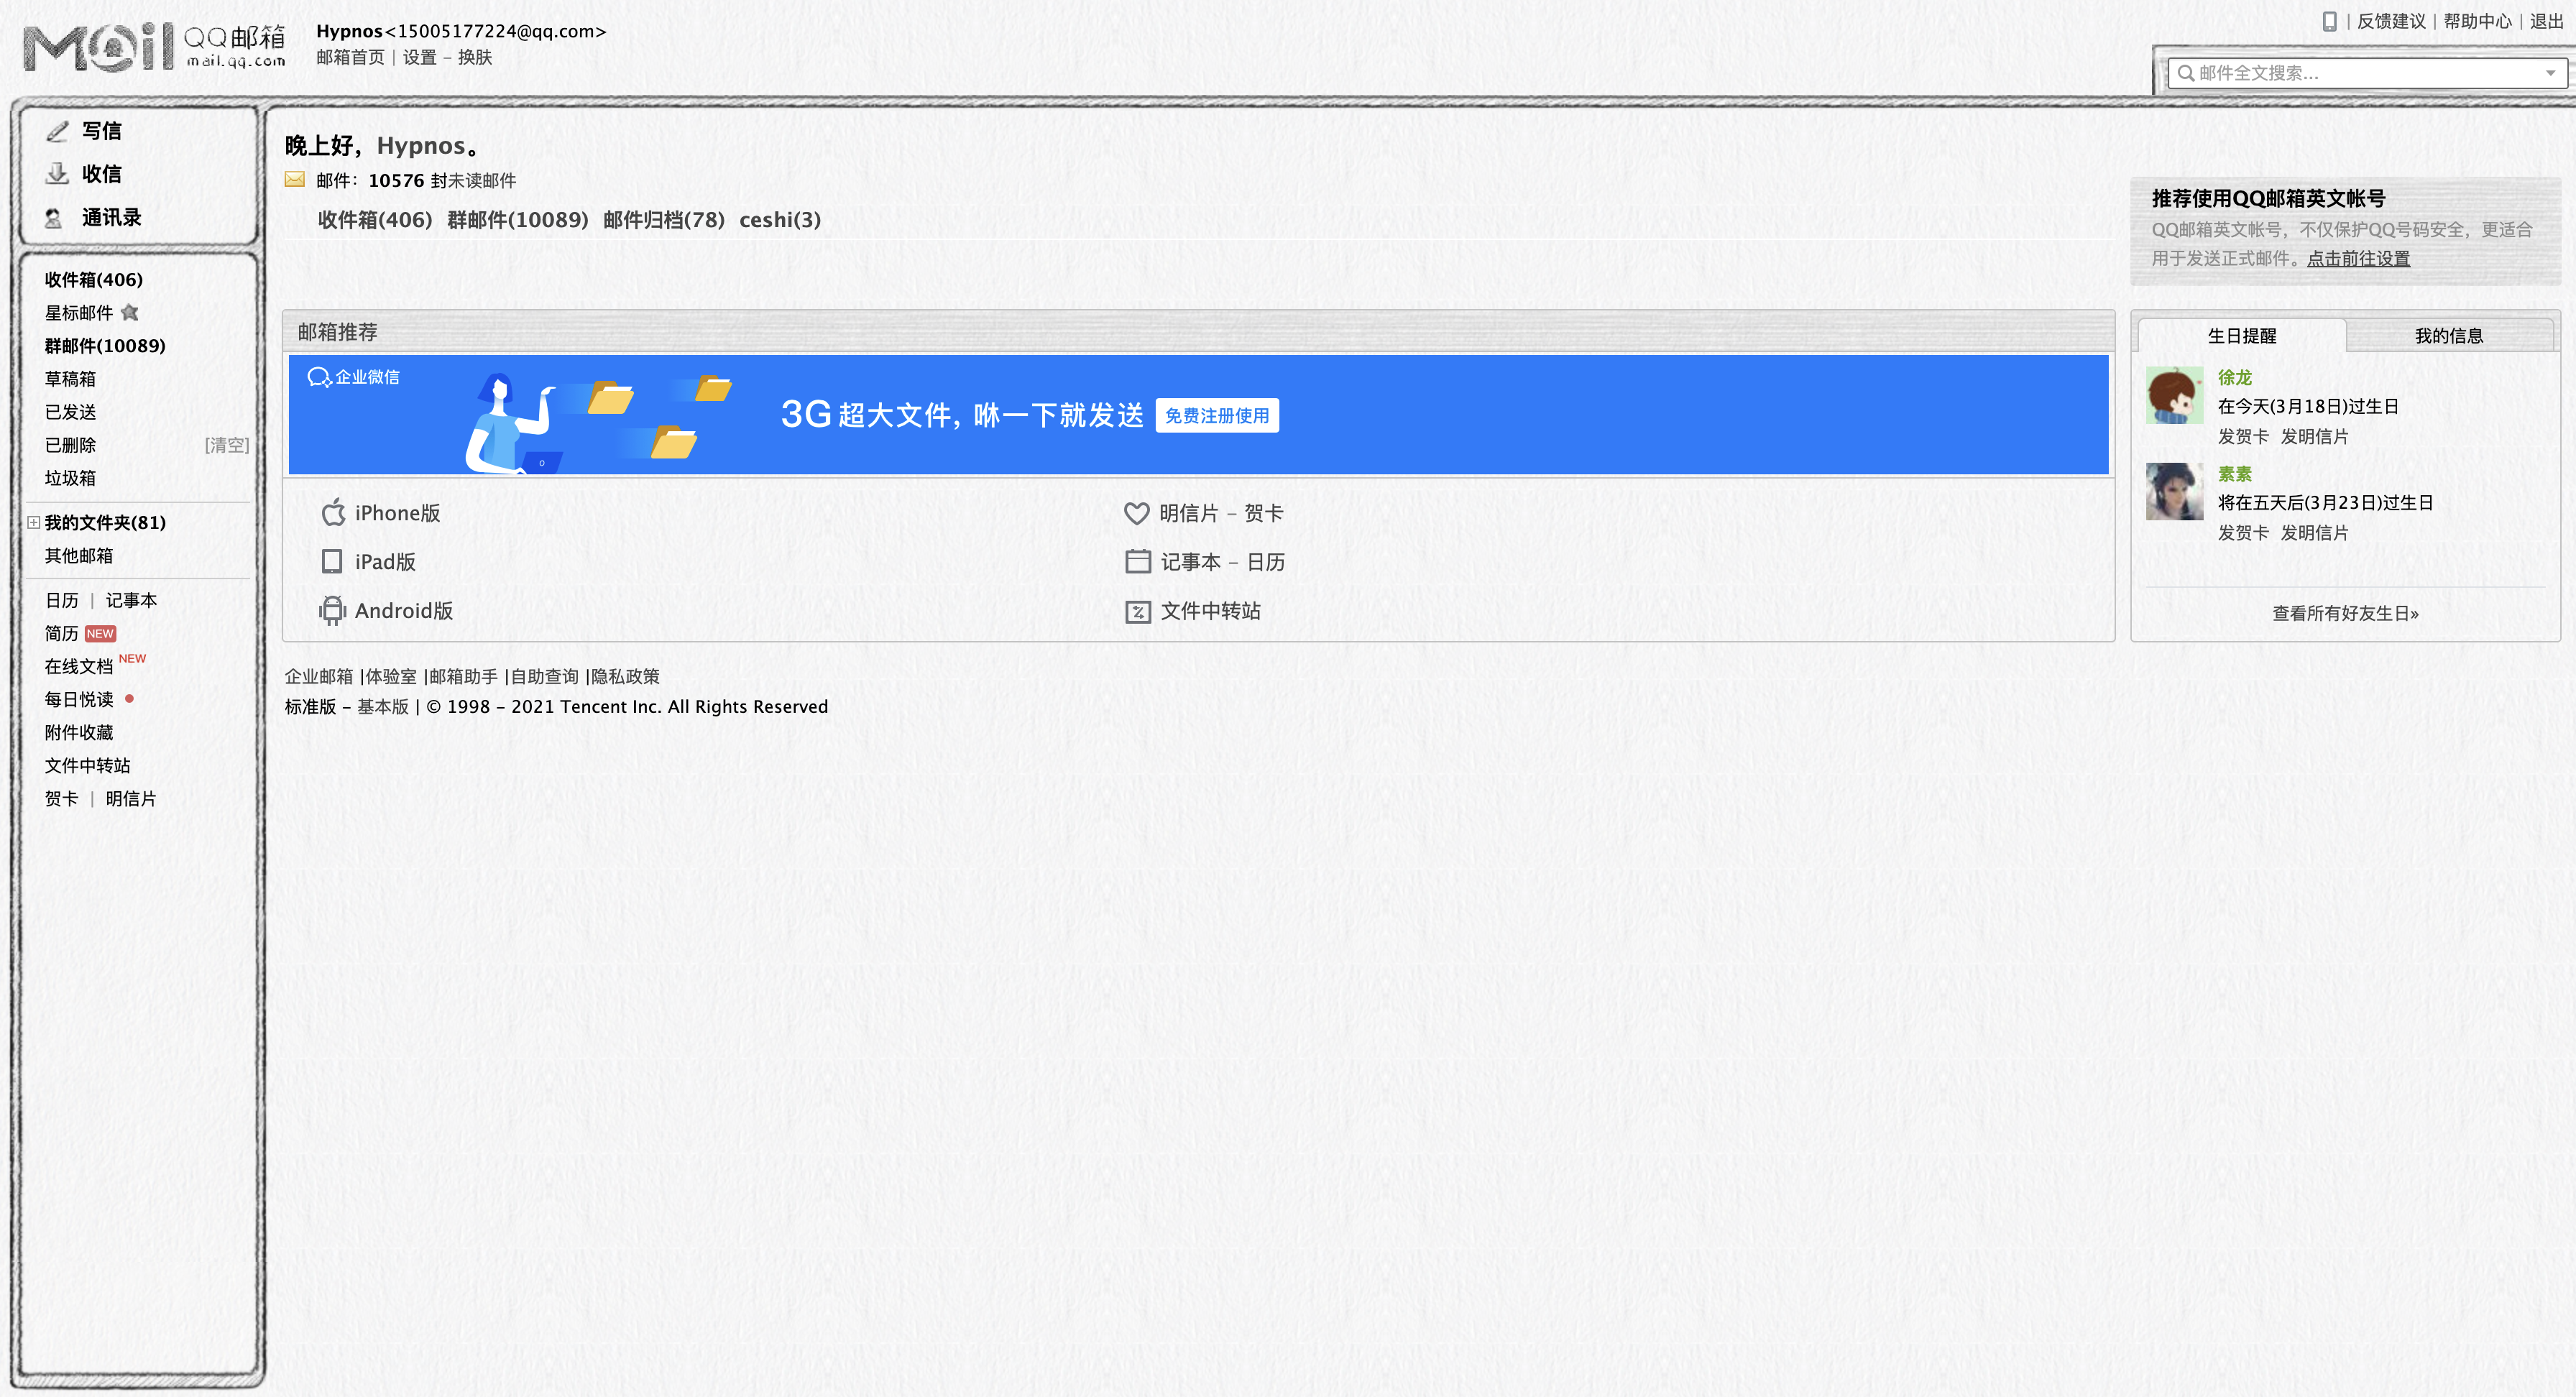 Mail QQ邮箱
mail.qq.com
Hypnos<15005177224@qq.com>
邮箱首页 | 设置 - 换肤
| 反馈建议 | 帮助中心 | 退出
邮件全文搜索...
写信
收信
通讯录
收件箱(406)
星标邮件
群邮件(10089)
草稿箱
已发送
已删除 [清空]
垃圾箱
我的文件夹(81)
其他邮箱
日历 | 记事本
简历 NEW
在线文档 NEW
每日悦读
附件收藏
文件中转站
贺卡 | 明信片
晚上好，Hypnos。
邮件：10576 封未读邮件
收件箱(406) 群邮件(10089) 邮件归档(78) ceshi(3)
邮箱推荐
企业微信
3G 超大文件, 咻一下就发送 免费注册使用
iPhone版
明信片 - 贺卡
iPad版
记事本 - 日历
Android版
文件中转站
企业邮箱 |体验室 |邮箱助手 |自助查询 |隐私政策
标准版 - 基本版 | © 1998 - 2021 Tencent Inc. All Rights Reserved
推荐使用QQ邮箱英文帐号
QQ邮箱英文帐号，不仅保护QQ号码安全，更适合
用于发送正式邮件。点击前往设置
生日提醒 我的信息
徐龙
在今天(3月18日)过生日
发贺卡 发明信片
素素
将在五天后(3月23日)过生日
发贺卡 发明信片
查看所有好友生日»